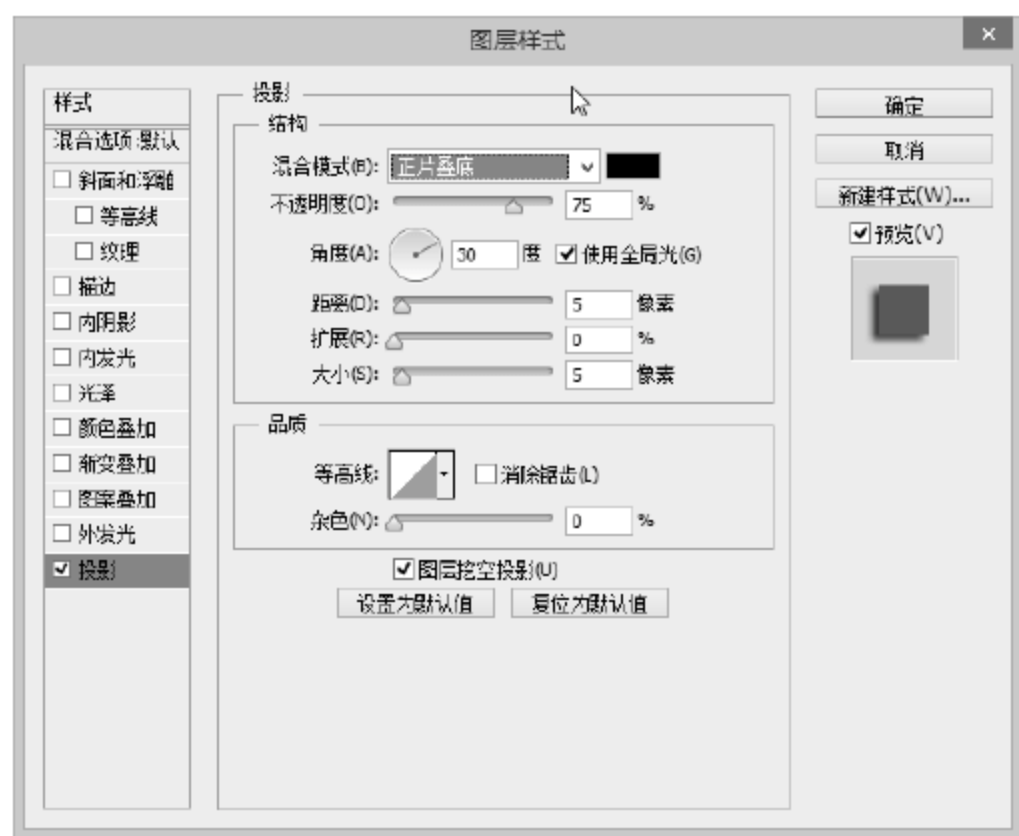 图层样式
×
样式
混合选项:默认
斜面和浮雕
等高线
纹理
描边
内阴影
内发光
光泽
颜色叠加
渐变叠加
图案叠加
外发光
投影
投影
结构
混合模式(B): 正片叠底
不透明度(O): 75 %
角度(A): 30 度 使用全局光(G)
距离(D): 5 像素
扩展(R): 0 %
大小(S): 5 像素
品质
等高线: 消除锯齿(L)
杂色(N): 0 %
图层挖空投影(U)
设置为默认值 复位为默认值
确定
取消
新建样式(W)...
预览(V)